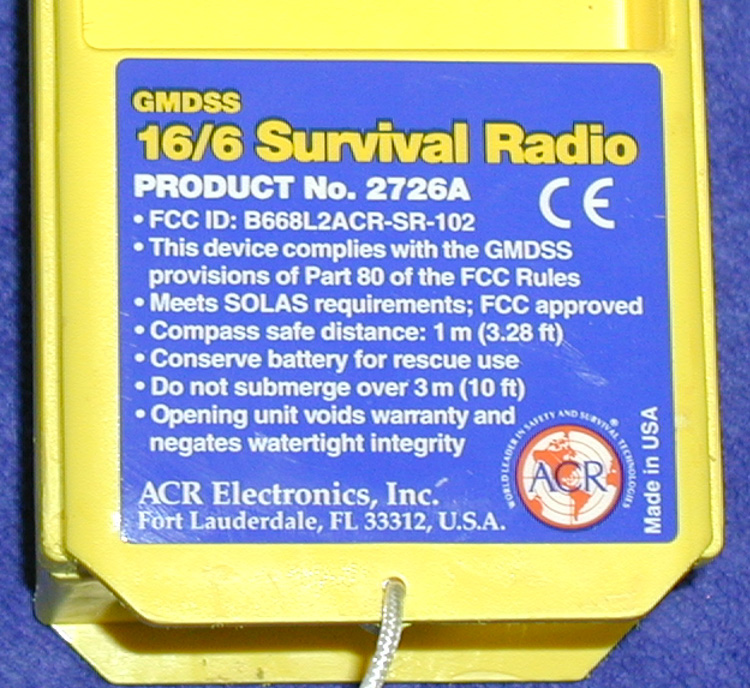 GMDSS
16/6 Survival Radio
PRODUCT No. 2726A
CE
• FCC ID: B668L2ACR-SR-102
• This device complies with the GMDSS
provisions of Part 80 of the FCC Rules
• Meets SOLAS requirements; FCC approved
• Compass safe distance: 1 m (3.28 ft)
• Conserve battery for rescue use
• Do not submerge over 3 m (10 ft)
• Opening unit voids warranty and
negates watertight integrity
ACR Electronics, Inc.
Fort Lauderdale, FL 33312, U.S.A.
WORLD LEADER IN SAFETY AND SURVIVAL TECHNOLOGIES
®
ACR
Made in USA